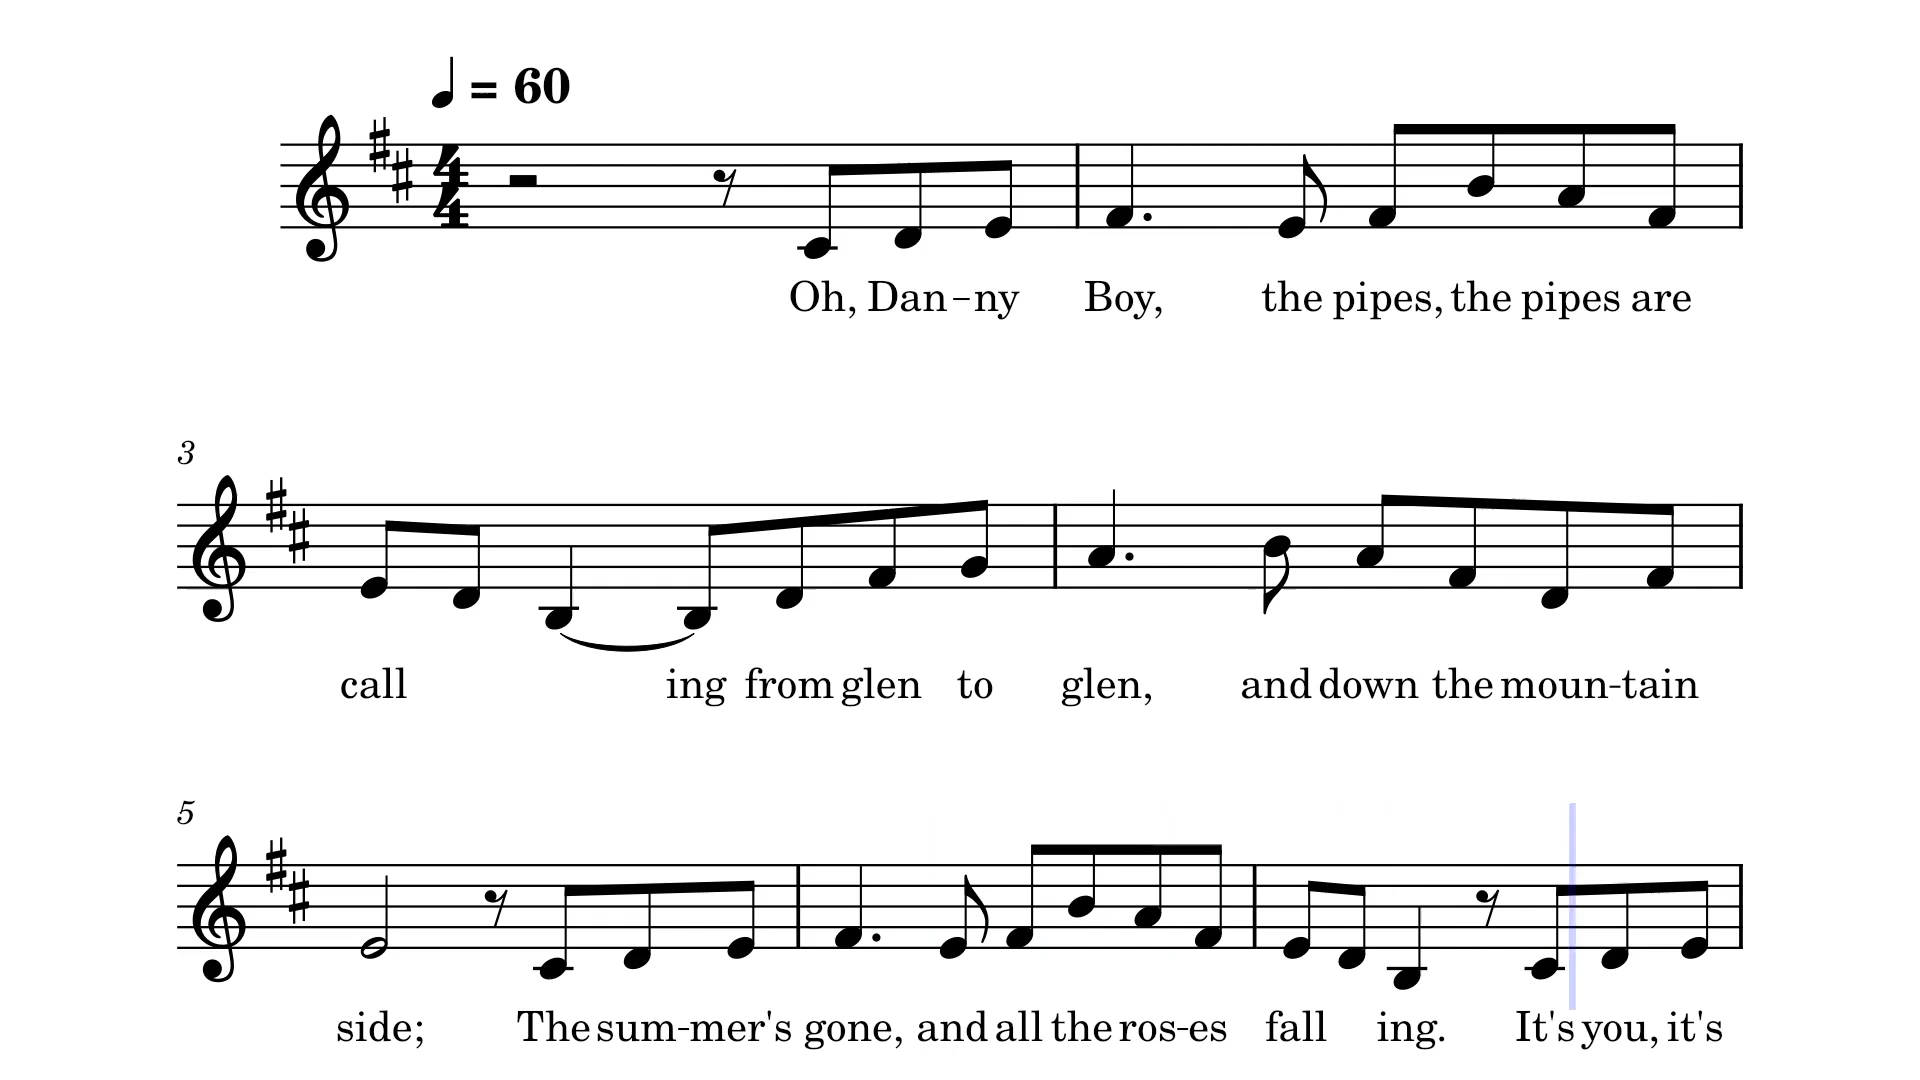 ♩ = 60
4/4
Oh, Dan-ny Boy, the pipes, the pipes are
3
call ing from glen to glen, and down the moun-tain
5
side; The sum-mer's gone, and all the ros-es fall ing. It's you, it's